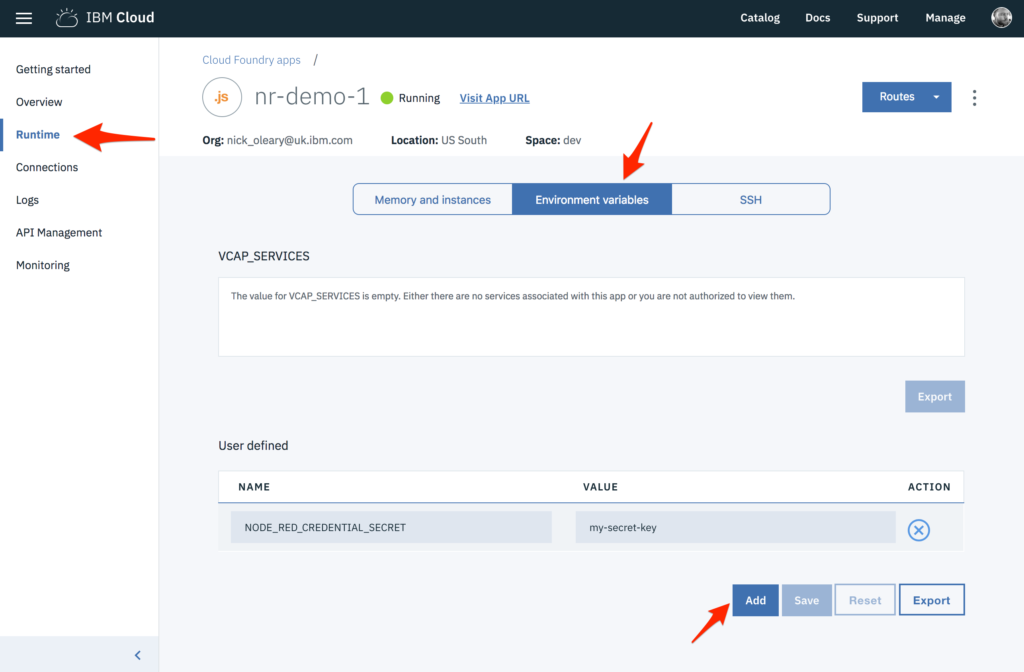 IBM Cloud
Catalog Docs Support Manage
Getting started
Overview
Runtime
Connections
Logs
API Management
Monitoring
Cloud Foundry apps /
.js nr-demo-1 Running Visit App URL
Routes
Org: nick_oleary@uk.ibm.com Location: US South Space: dev
Memory and instances Environment variables SSH
VCAP_SERVICES
The value for VCAP_SERVICES is empty. Either there are no services associated with this app or you are not authorized to view them.
Export
User defined
NAME VALUE ACTION
NODE_RED_CREDENTIAL_SECRET my-secret-key
Add Save Reset Export